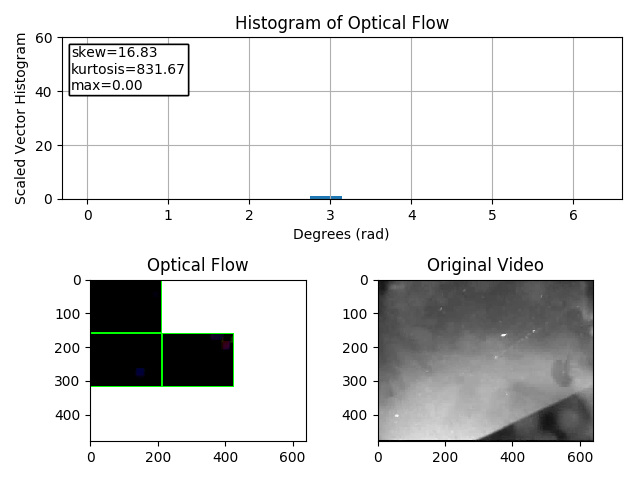 Histogram of Optical Flow
Scaled Vector Histogram
60
40
20
0
skew=16.83
kurtosis=831.67
max=0.00
0 1 2 3 4 5 6
Degrees (rad)
Optical Flow
0
100
200
300
400
0 200 400 600
Original Video
0
100
200
300
400
0 200 400 600